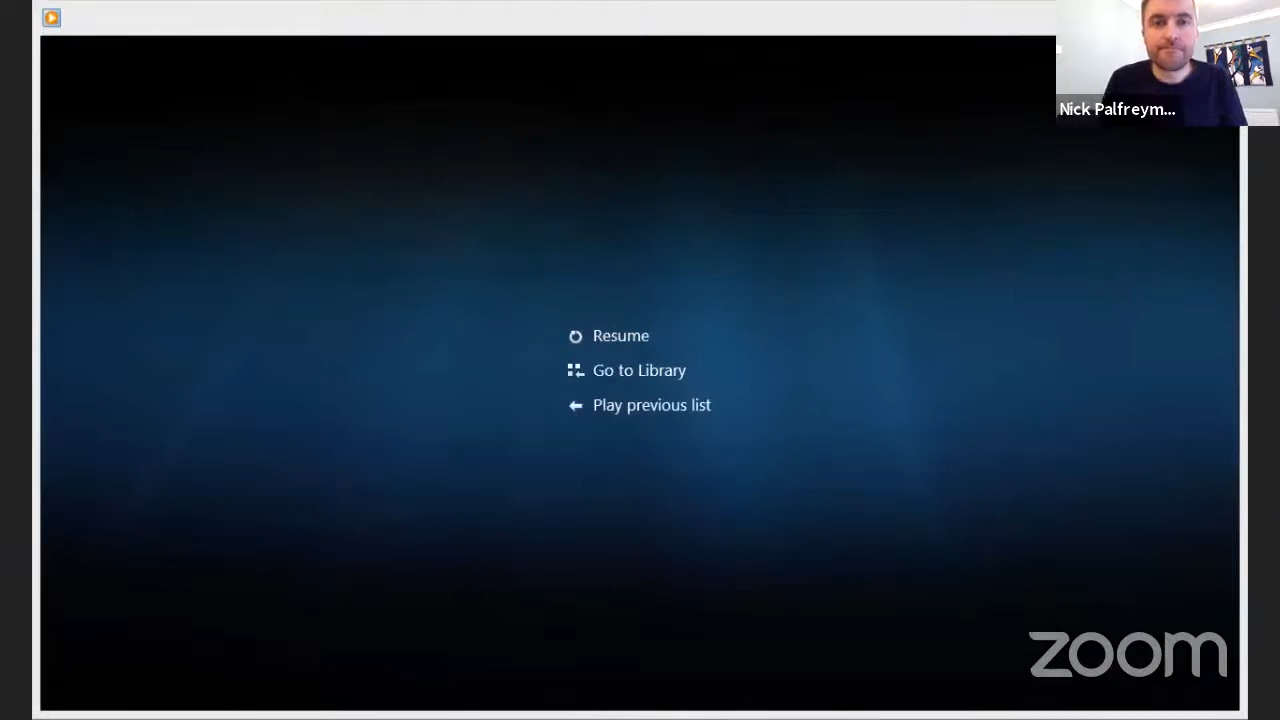 Nick Palfreym...
Resume
Go to Library
Play previous list
zoom